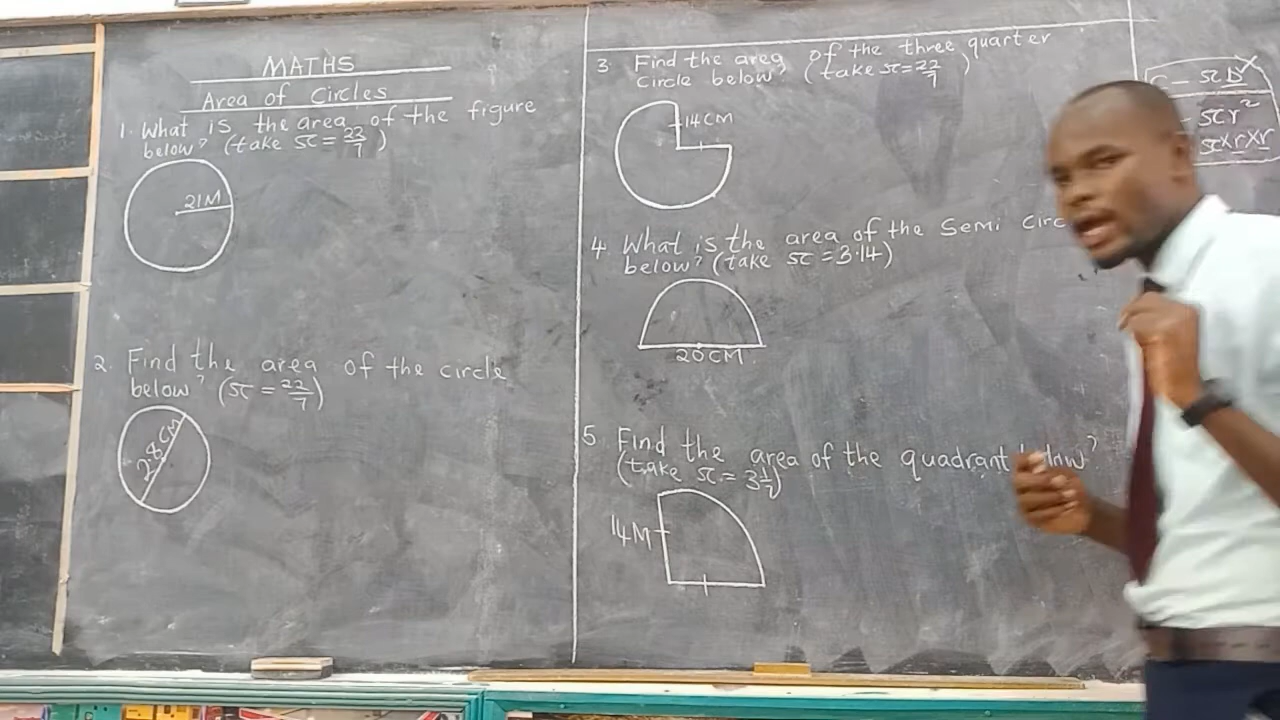 MATHS
Area of Circles
1. What is the area of the figure
below? (take π = 22/7)
21M
2. Find the area of the circle
below? (π = 22/7)
28CM
3 Find the area of the three quarter
circle below? (take π = 22/7)
14CM
4. What is the area of the Semi Circ
below? (take π = 3.14)
20CM.
5 Find the area of the quadrant below?
(take π = 3 1/7)
14M
C - πD
- πr²
π×r×r